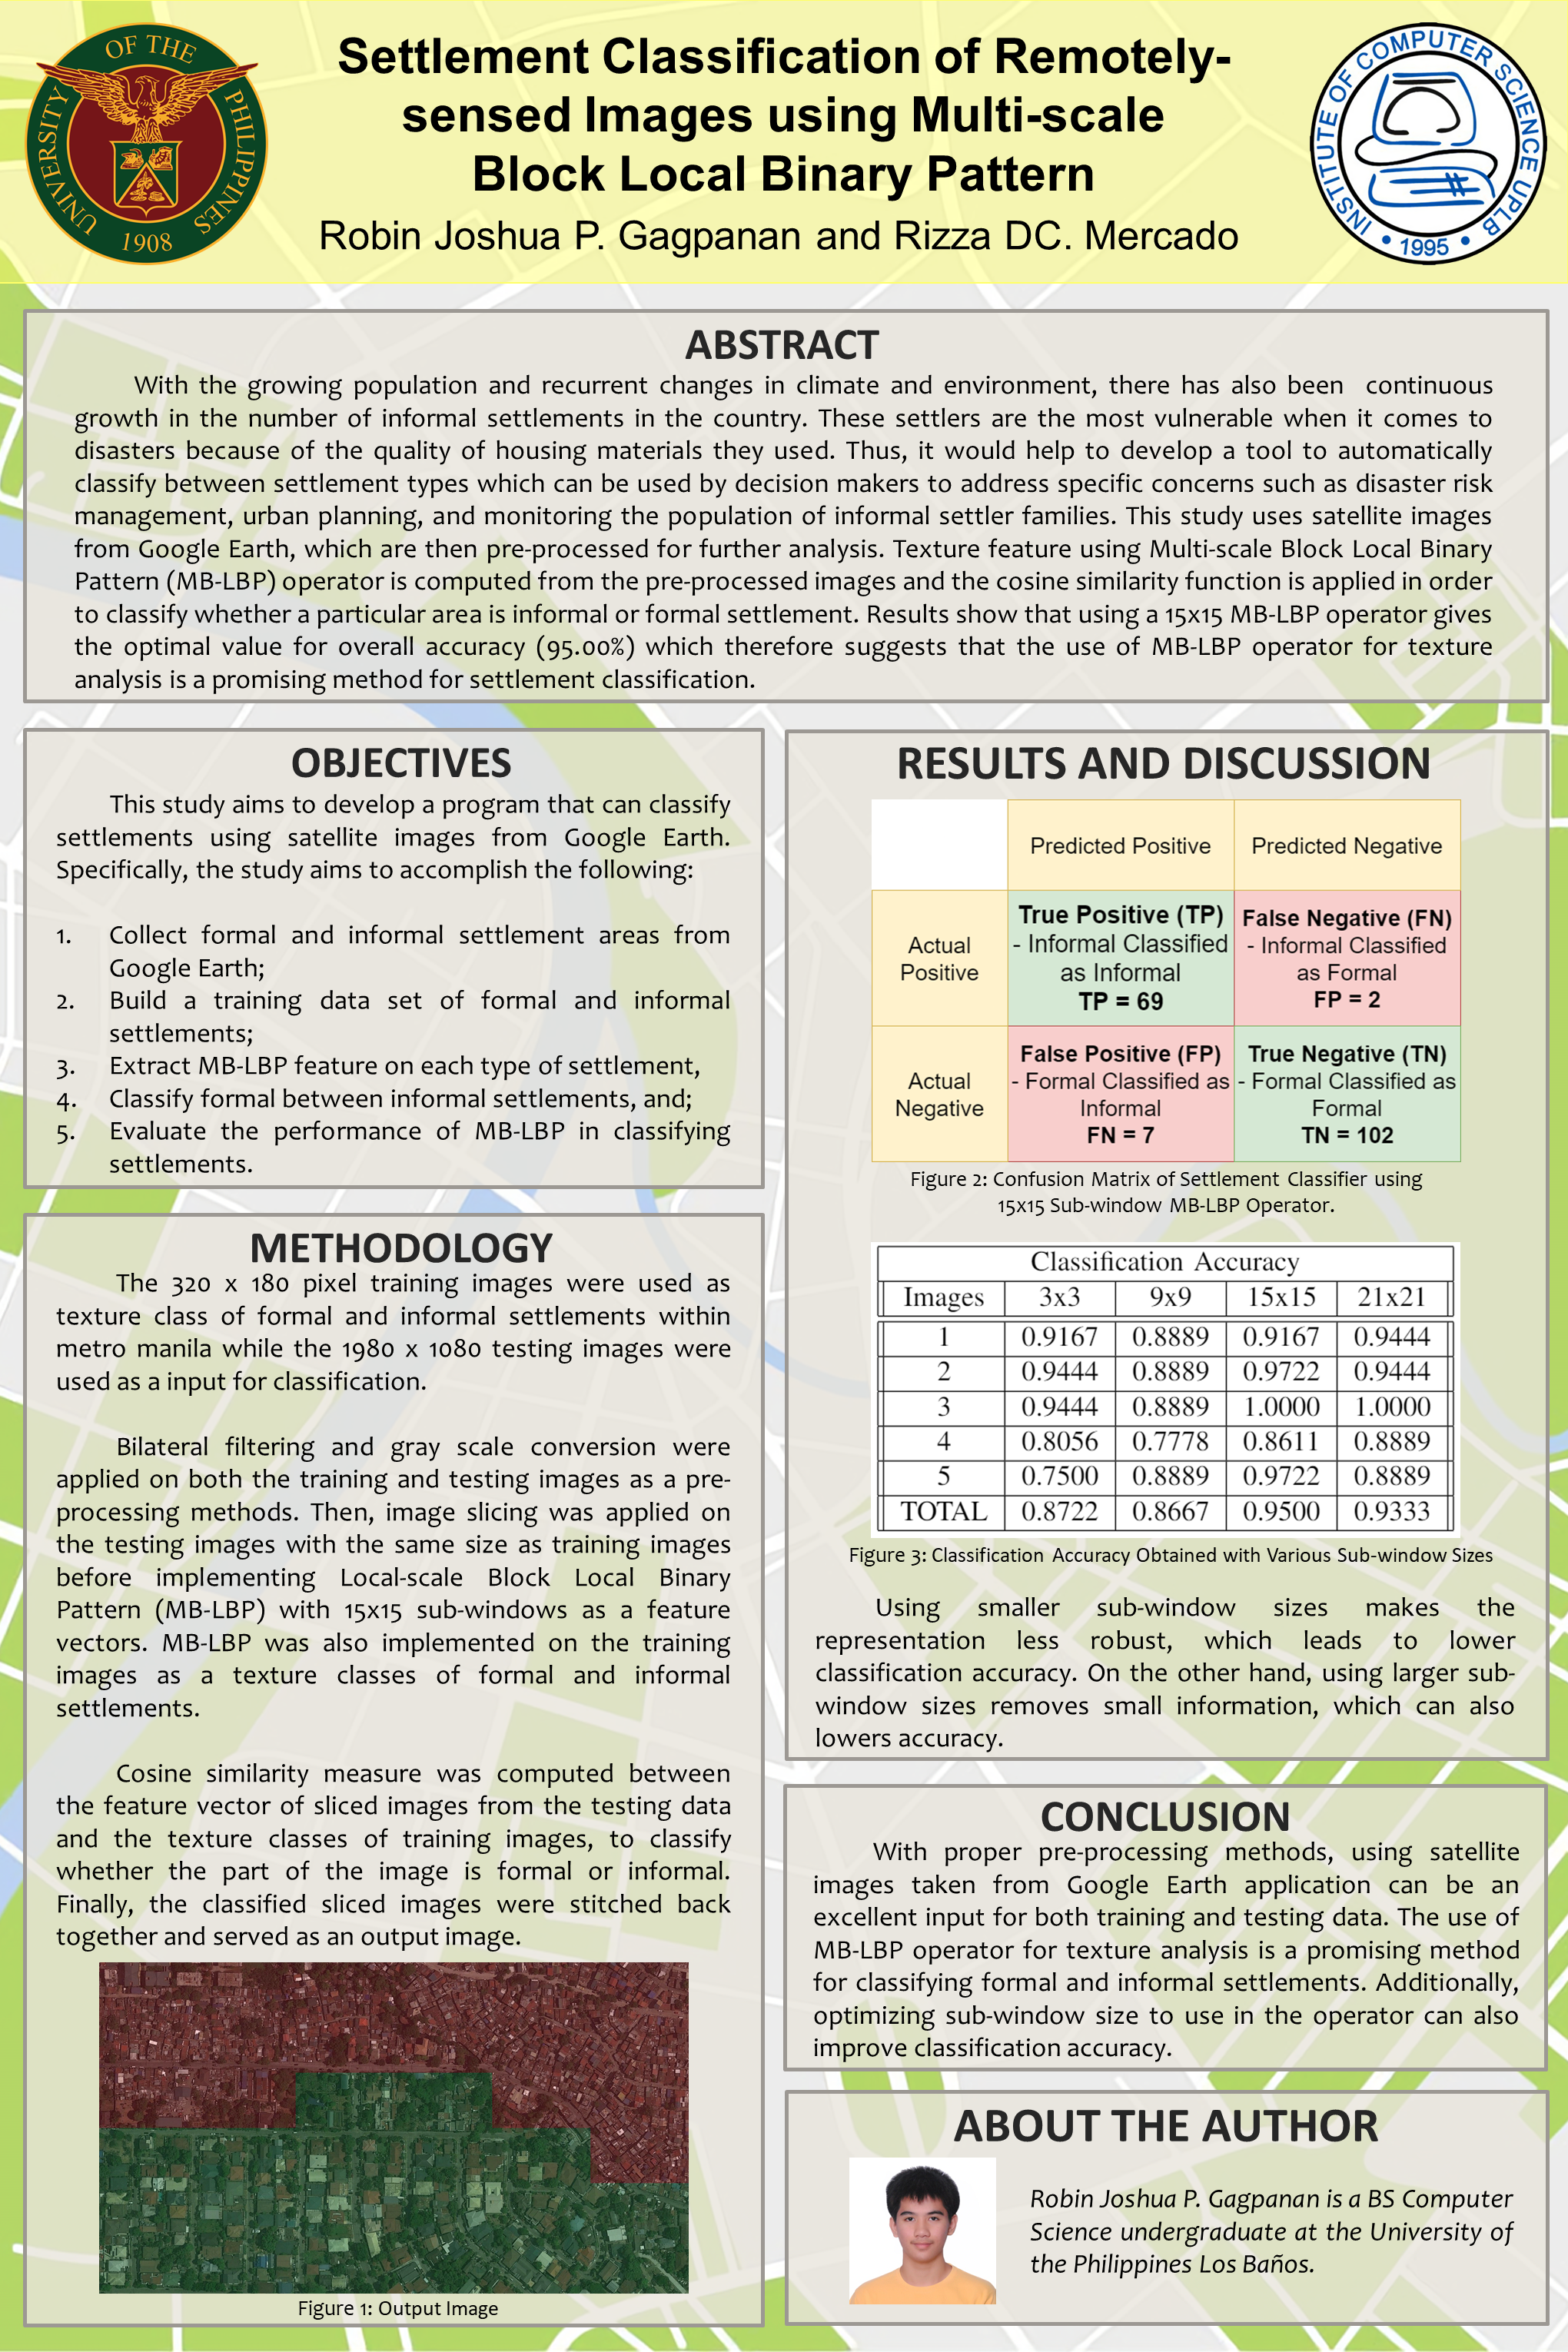 UNIVERSITY OF THE PHILIPPINES
1908
Settlement Classification of Remotely-
sensed Images using Multi-scale
Block Local Binary Pattern
Robin Joshua P. Gagpanan and Rizza DC. Mercado
INSTITUTE OF COMPUTER SCIENCE UPLB
• 1995 •
ABSTRACT
With the growing population and recurrent changes in climate and environment, there has also been continuous
growth in the number of informal settlements in the country. These settlers are the most vulnerable when it comes to
disasters because of the quality of housing materials they used. Thus, it would help to develop a tool to automatically
classify between settlement types which can be used by decision makers to address specific concerns such as disaster risk
management, urban planning, and monitoring the population of informal settler families. This study uses satellite images
from Google Earth, which are then pre-processed for further analysis. Texture feature using Multi-scale Block Local Binary
Pattern (MB-LBP) operator is computed from the pre-processed images and the cosine similarity function is applied in order
to classify whether a particular area is informal or formal settlement. Results show that using a 15x15 MB-LBP operator gives
the optimal value for overall accuracy (95.00%) which therefore suggests that the use of MB-LBP operator for texture
analysis is a promising method for settlement classification.
OBJECTIVES
This study aims to develop a program that can classify
settlements using satellite images from Google Earth.
Specifically, the study aims to accomplish the following:
1. Collect formal and informal settlement areas from
Google Earth;
2. Build a training data set of formal and informal
settlements;
3. Extract MB-LBP feature on each type of settlement,
4. Classify formal between informal settlements, and;
5. Evaluate the performance of MB-LBP in classifying
settlements.
METHODOLOGY
The 320 x 180 pixel training images were used as
texture class of formal and informal settlements within
metro manila while the 1980 x 1080 testing images were
used as a input for classification.
Bilateral filtering and gray scale conversion were
applied on both the training and testing images as a pre-
processing methods. Then, image slicing was applied on
the testing images with the same size as training images
before implementing Local-scale Block Local Binary
Pattern (MB-LBP) with 15x15 sub-windows as a feature
vectors. MB-LBP was also implemented on the training
images as a texture classes of formal and informal
settlements.
Cosine similarity measure was computed between
the feature vector of sliced images from the testing data
and the texture classes of training images, to classify
whether the part of the image is formal or informal.
Finally, the classified sliced images were stitched back
together and served as an output image.
Figure 1: Output Image
RESULTS AND DISCUSSION
Predicted Positive Predicted Negative
Actual
Positive
True Positive (TP)
- Informal Classified
as Informal
TP = 69
False Negative (FN)
- Informal Classified
as Formal
FP = 2
Actual
Negative
False Positive (FP)
- Formal Classified as
Informal
FN = 7
True Negative (TN)
- Formal Classified as
Formal
TN = 102
Figure 2: Confusion Matrix of Settlement Classifier using
15x15 Sub-window MB-LBP Operator.
Classification Accuracy
Images 3x3 9x9 15x15 21x21
1 0.9167 0.8889 0.9167 0.9444
2 0.9444 0.8889 0.9722 0.9444
3 0.9444 0.8889 1.0000 1.0000
4 0.8056 0.7778 0.8611 0.8889
5 0.7500 0.8889 0.9722 0.8889
TOTAL 0.8722 0.8667 0.9500 0.9333
Figure 3: Classification Accuracy Obtained with Various Sub-window Sizes
Using smaller sub-window sizes makes the
representation less robust, which leads to lower
classification accuracy. On the other hand, using larger sub-
window sizes removes small information, which can also
lowers accuracy.
CONCLUSION
With proper pre-processing methods, using satellite
images taken from Google Earth application can be an
excellent input for both training and testing data. The use of
MB-LBP operator for texture analysis is a promising method
for classifying formal and informal settlements. Additionally,
optimizing sub-window size to use in the operator can also
improve classification accuracy.
ABOUT THE AUTHOR
Robin Joshua P. Gagpanan is a BS Computer
Science undergraduate at the University of
the Philippines Los Baños.